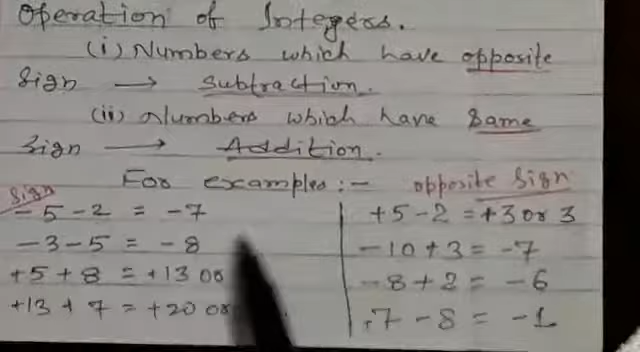 Operation of Integers.
(i) Numbers which have opposite
Sign → Subtraction.
(ii) Numbers which have Same
Sign → Addition.
For examples :-
Sign
-5-2 = -7
-3-5 = -8
+5+8 = +13 or
+13+7 = +20 or
opposite Sign
+5-2 = +3 or 3
-10+3 = -7
-8+2 = -6
+7-8 = -1